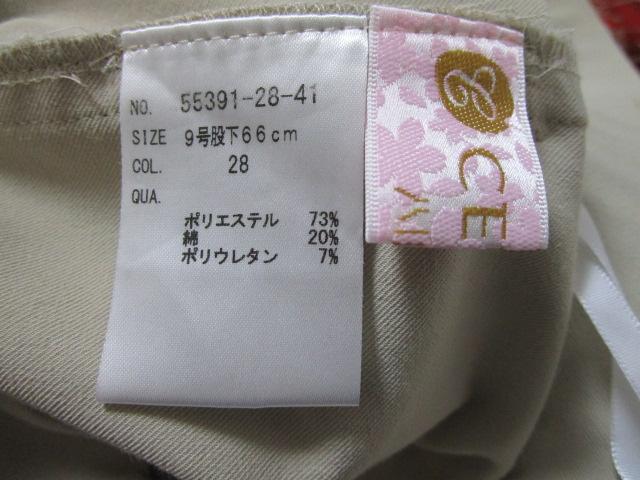 NO. 55391-28-41
SIZE 9号股下66cm
COL. 28
QUA.
ポリエステル 73%
綿 20%
ポリウレタン 7%
CE